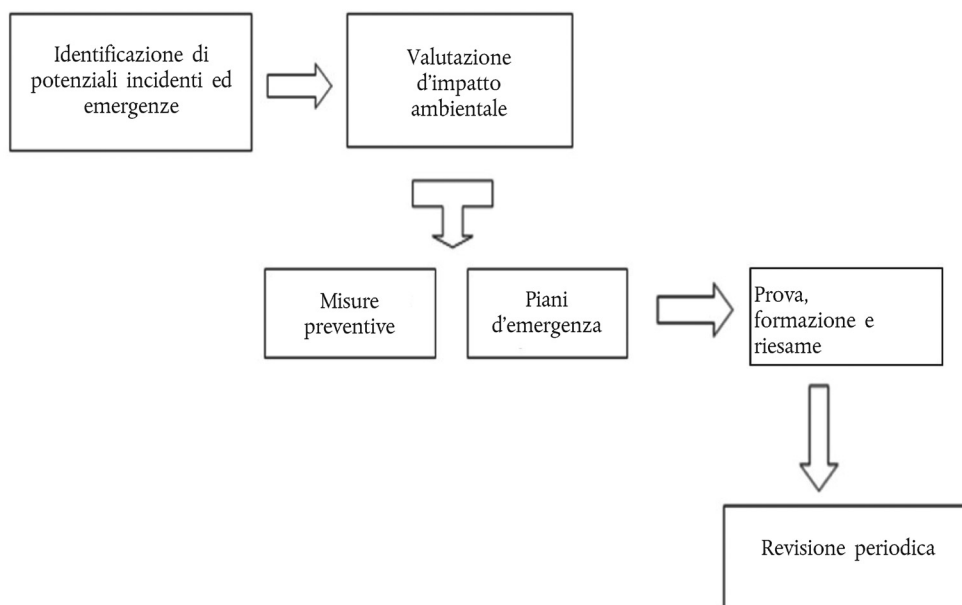 Identificazione di
potenziali incidenti ed
emergenze
Valutazione
d'impatto
ambientale
Misure
preventive
Piani
d'emergenza
Prova,
formazione e
riesame
Revisione periodica